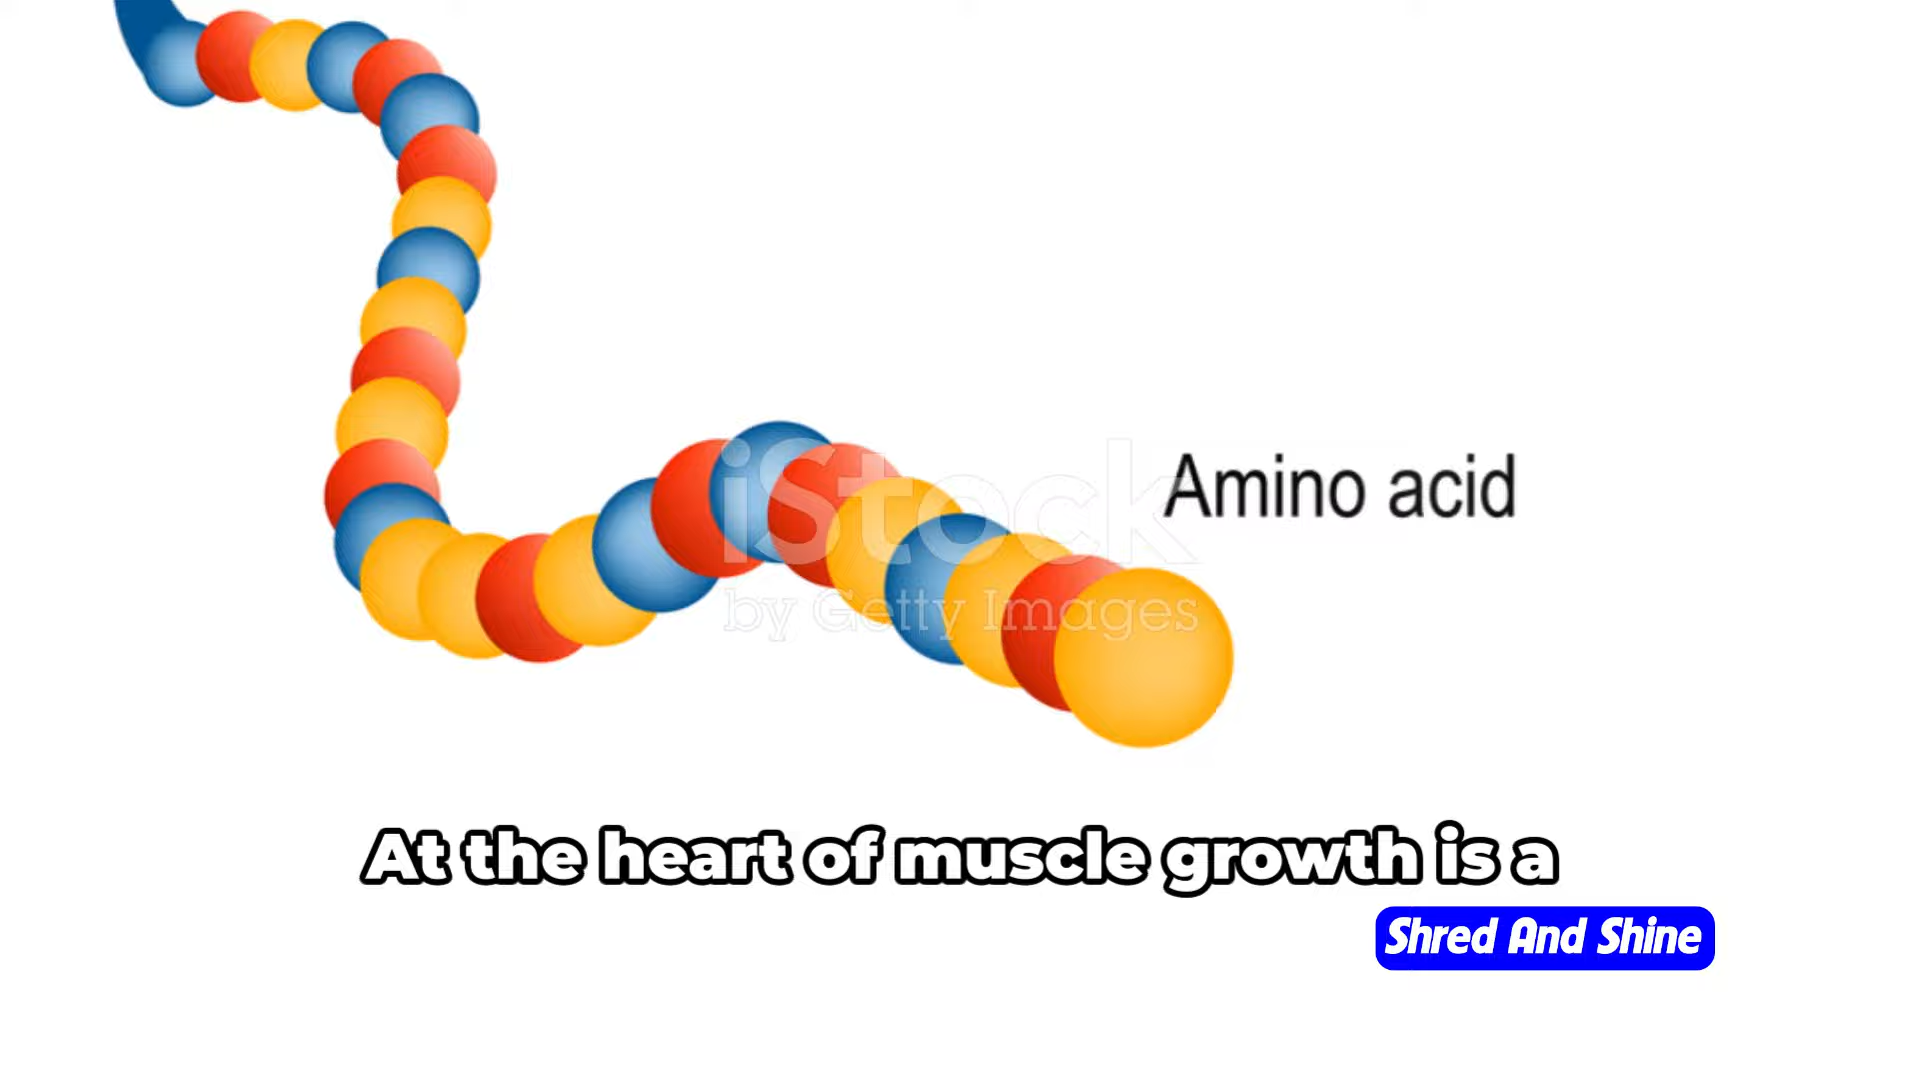 iStock
Amino acid
by Getty Images
At the heart of muscle growth is a
Shred And Shine